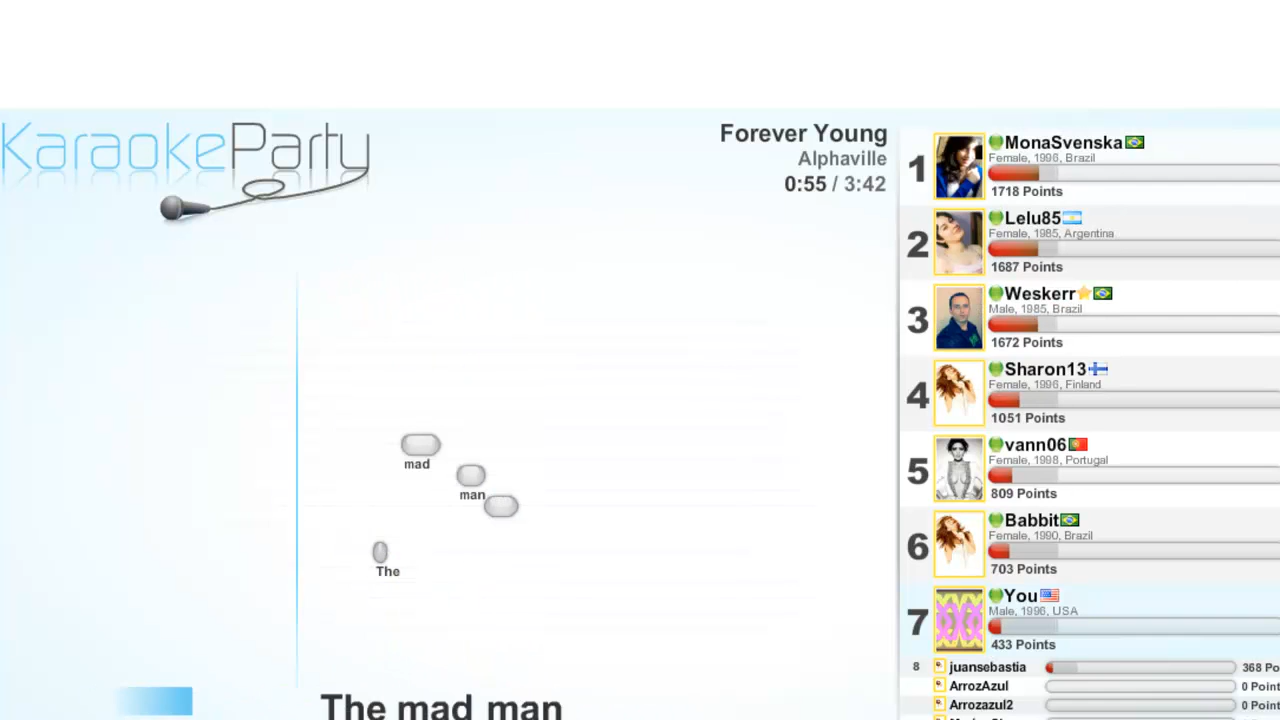 KaraokeParty
Forever Young
Alphaville
0:55 / 3:42
mad
man
The
The mad man
1
MonaSvenska
Female, 1996, Brazil
1718 Points
2
Lelu85
Female, 1985, Argentina
1687 Points
3
Weskerr
Male, 1985, Brazil
1672 Points
4
Sharon13
Female, 1996, Finland
1051 Points
5
vann06
Female, 1998, Portugal
809 Points
6
Babbit
Female, 1990, Brazil
703 Points
7
You
Male, 1996, USA
433 Points
8 juansebastia 368 Po
ArrozAzul 0 Point
Arrozazul2 0 Point